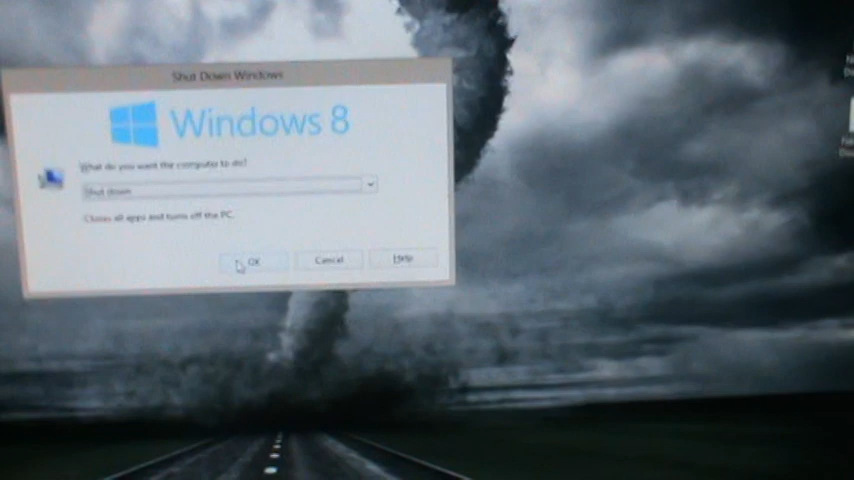 Shut Down Windows
Windows 8
What do you want the computer to do?
Shut down
Closes all apps and turns off the PC.
OK
Cancel
Help